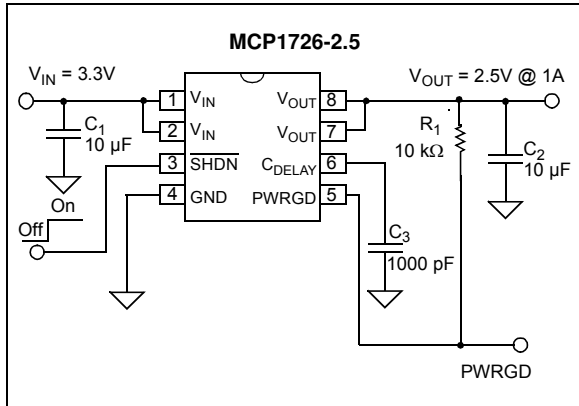 MCP1726-2.5
V_IN = 3.3V
V_OUT = 2.5V @ 1A
1 V_IN
V_OUT 8
2 V_IN
V_OUT 7
3 SHDN
C_DELAY 6
4 GND
PWRGD 5
C_1
10 µF
R_1
10 kΩ
C_2
10 µF
On
Off
C_3
1000 pF
PWRGD